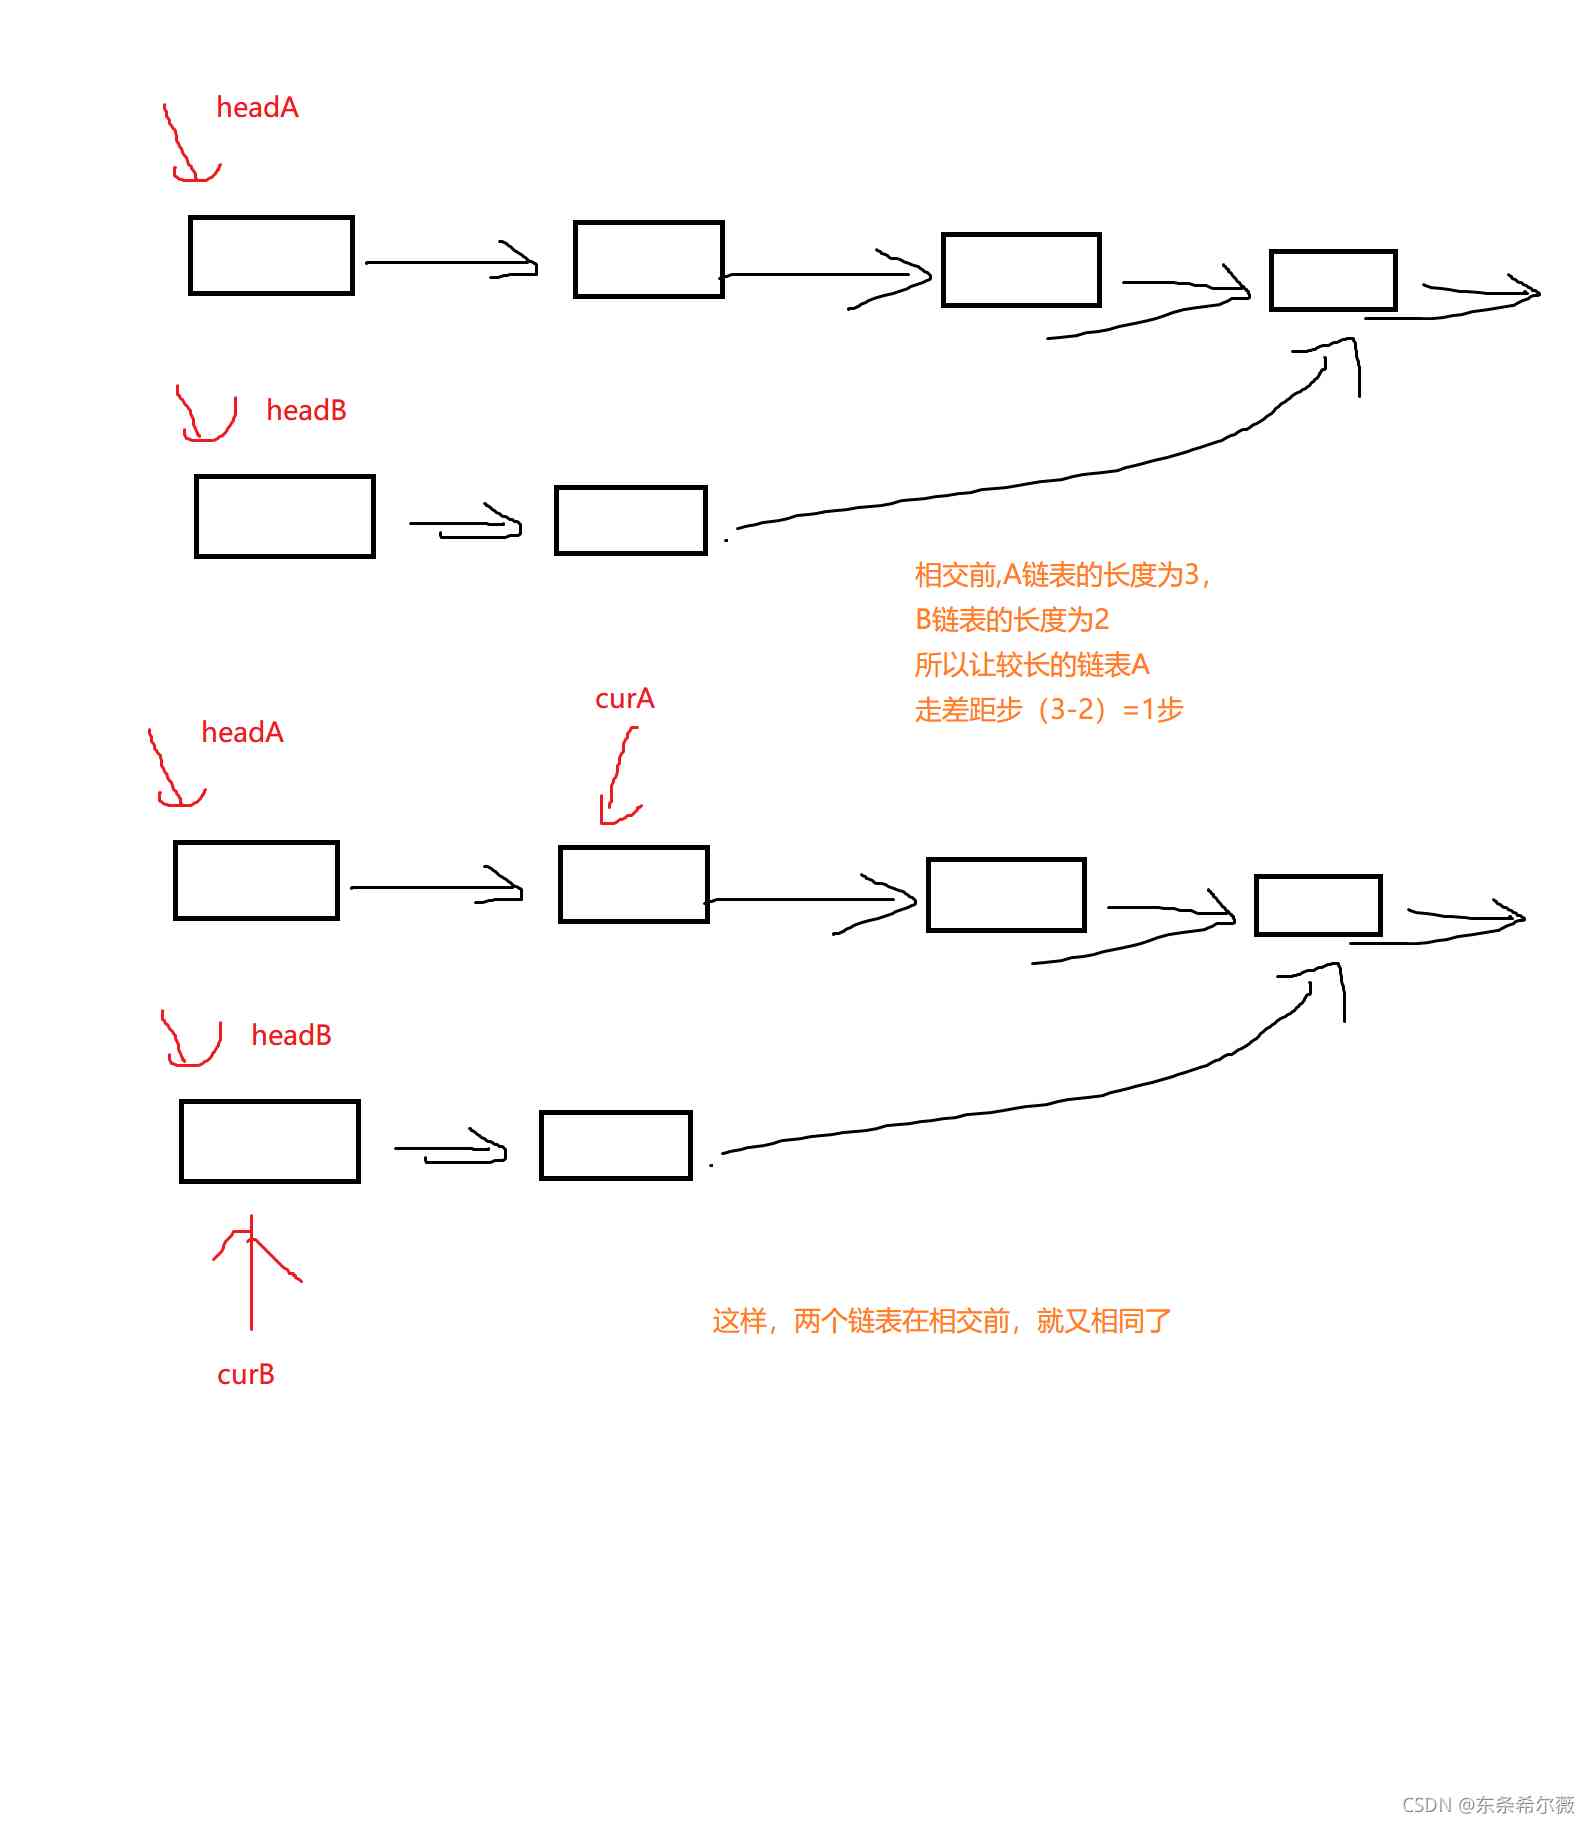 headA
headB
相交前,A链表的长度为3，
B链表的长度为2
所以让较长的链表A
走差距步（3-2）=1步
curA
headA
headB
这样，两个链表在相交前，就又相同了
curB
CSDN @东条希尔薇